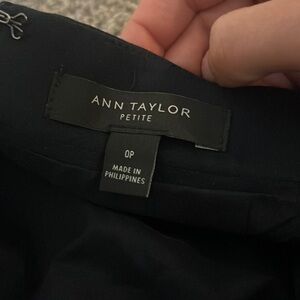 ANN TAYLOR
PETITE
0P
MADE IN
PHILIPPINES